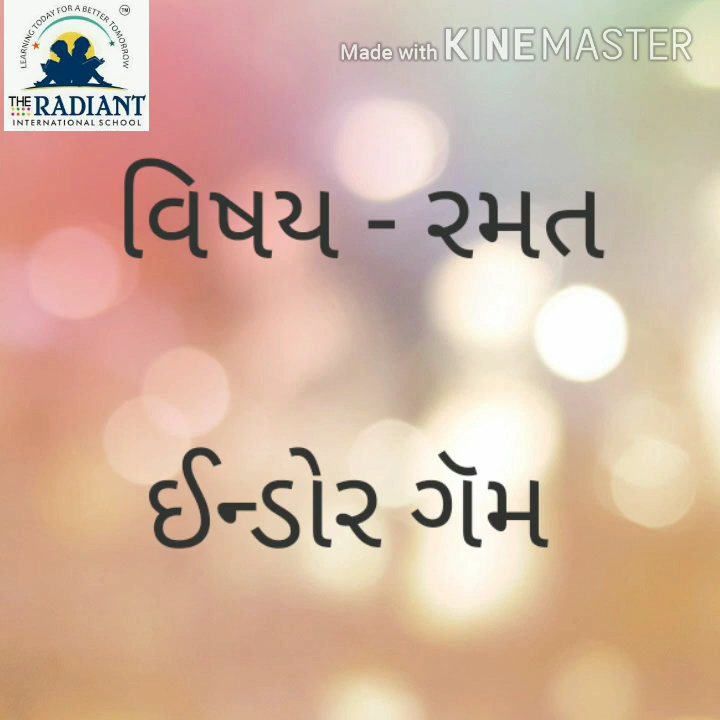 LEARNING TODAY FOR A BETTER TOMORROW
TM
THE RADIANT
INTERNATIONAL SCHOOL
Made with KINEMASTER
વિષય - રમત
ઈન્ડોર ગૅમ